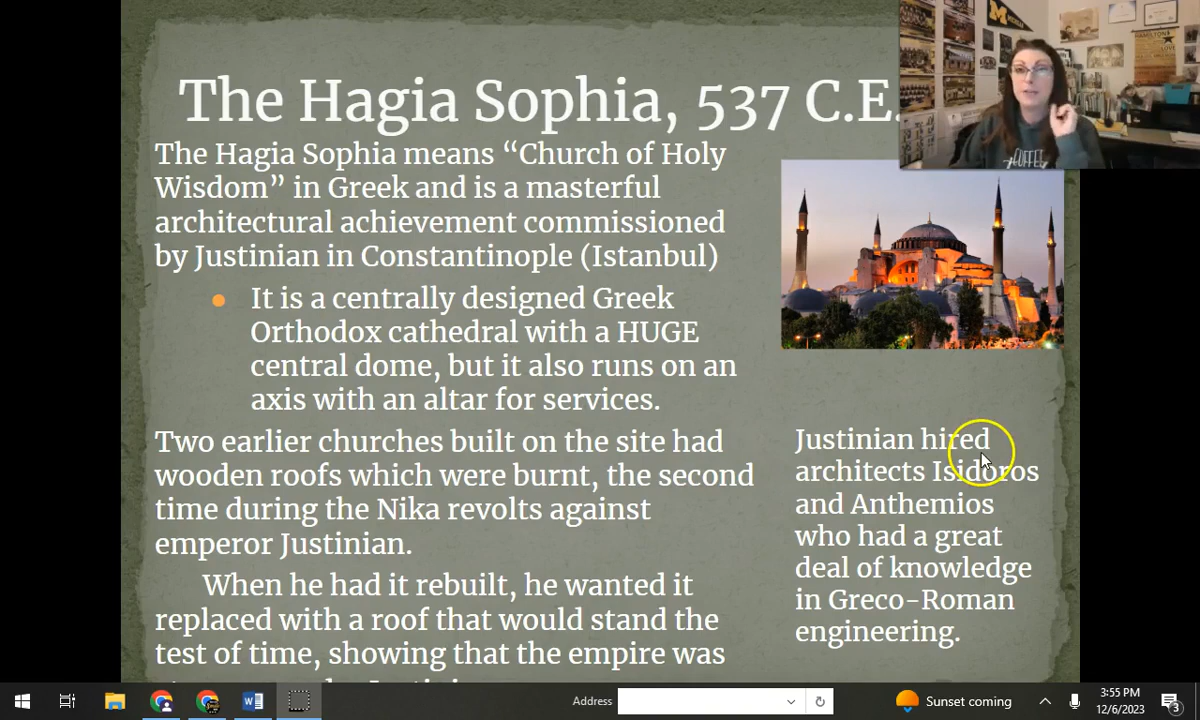 The Hagia Sophia, 537 C.E.
The Hagia Sophia means “Church of Holy
Wisdom” in Greek and is a masterful
architectural achievement commissioned
by Justinian in Constantinople (Istanbul)
It is a centrally designed Greek
Orthodox cathedral with a HUGE
central dome, but it also runs on an
axis with an altar for services.
Two earlier churches built on the site had
wooden roofs which were burnt, the second
time during the Nika revolts against
emperor Justinian.
When he had it rebuilt, he wanted it
replaced with a roof that would stand the
test of time, showing that the empire was
Justinian hired
architects Isidoros
and Anthemios
who had a great
deal of knowledge
in Greco-Roman
engineering.
COFFEE
Address
Sunset coming
3:55 PM
12/6/2023
3